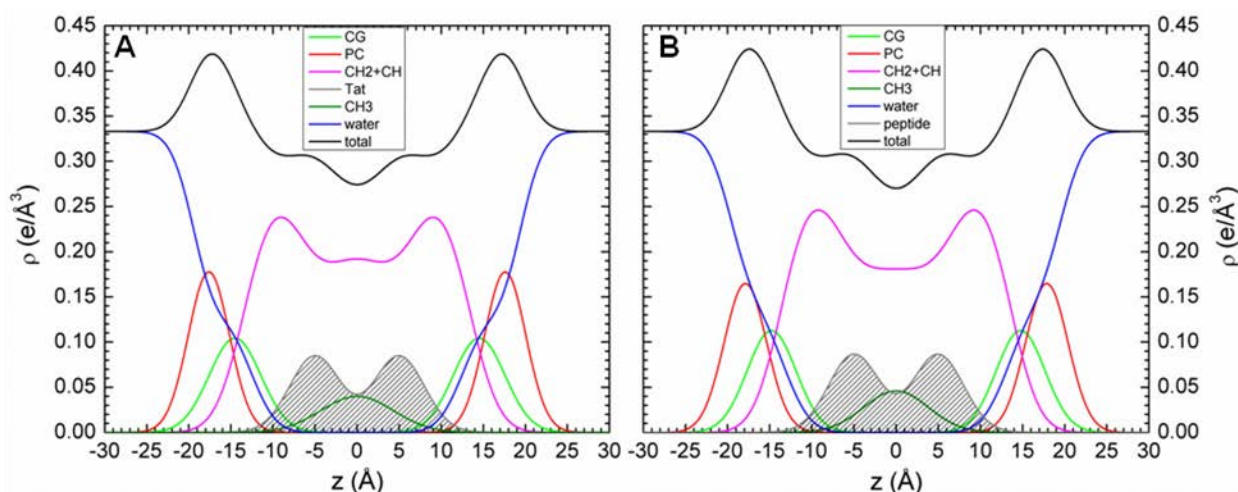 A
CG
PC
CH2+CH
Tat
CH3
water
total
0.45
0.40
0.35
0.30
0.25
0.20
0.15
0.10
0.05
0.00
ρ (e/Å³)
-30 -25 -20 -15 -10 -5 0 5 10 15 20 25 30
z (Å)
B
CG
PC
CH2+CH
CH3
water
peptide
total
-30 -25 -20 -15 -10 -5 0 5 10 15 20 25 30
z (Å)
0.45
0.40
0.35
0.30
0.25
0.20
0.15
0.10
0.05
0.00
ρ (e/Å³)